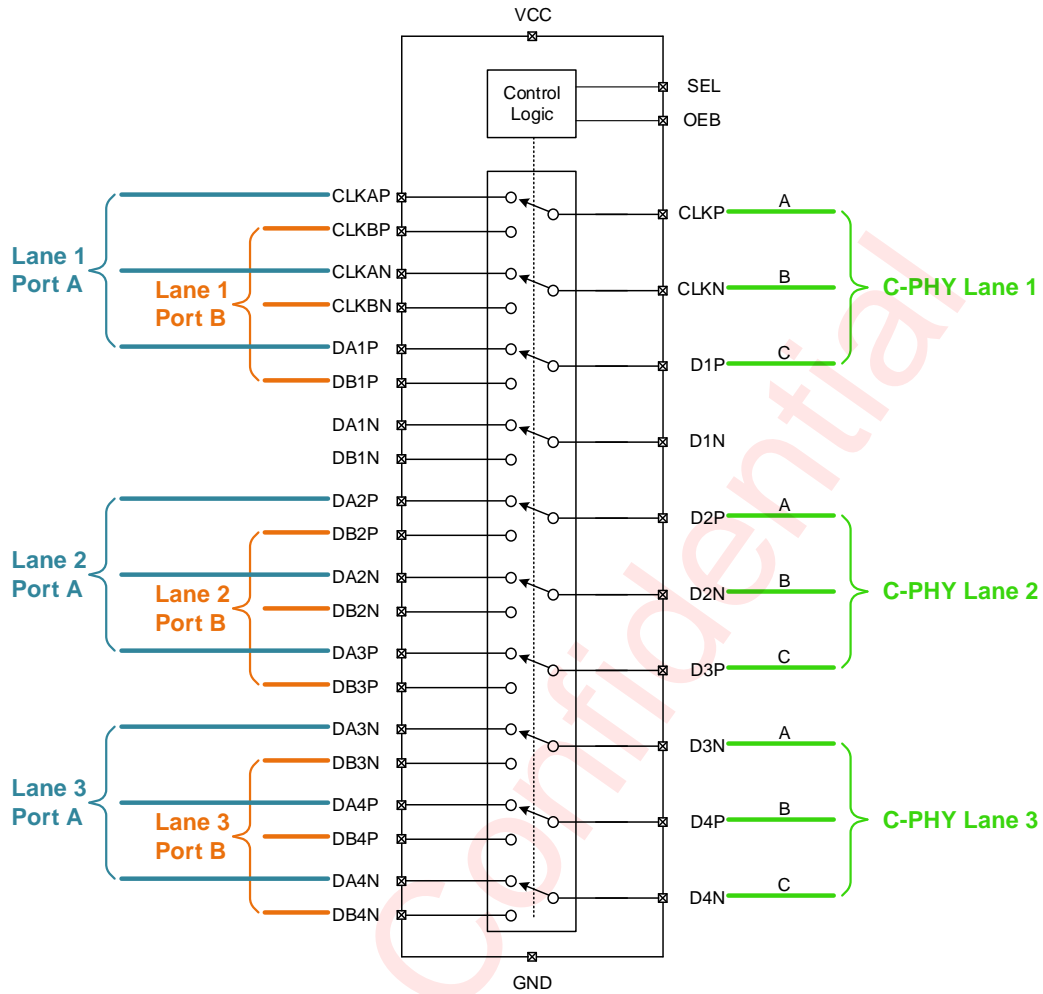 VCC
Control
Logic
SEL
OEB
CLKAP
CLKBP
CLKAN
CLKBN
DA1P
DB1P
DA1N
DB1N
DA2P
DB2P
DA2N
DB2N
DA3P
DB3P
DA3N
DB3N
DA4P
DB4P
DA4N
DB4N
Lane 1
Port A
Lane 1
Port B
Lane 2
Port A
Lane 2
Port B
Lane 3
Port A
Lane 3
Port B
CLKP
A
CLKN
B
D1P
C
C-PHY Lane 1
D1N
D2P
A
D2N
B
D3P
C
C-PHY Lane 2
D3N
A
D4P
B
D4N
C
C-PHY Lane 3
GND
Confidential